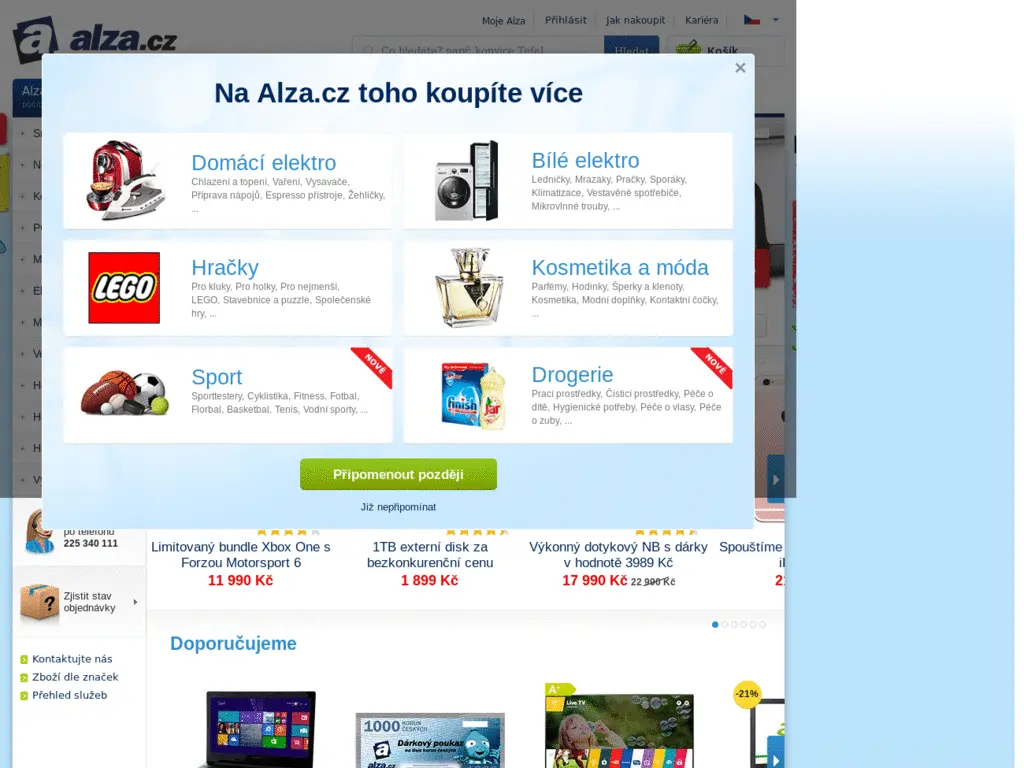 Moje Alza
Přihlásit
Jak nakoupit
Kariéra
alza.cz
Co hledáte? např. konvice Tefal
Hledat
Košík
Na Alza.cz toho koupíte více
Domácí elektro
Chlazení a topení, Vaření, Vysavače,
Příprava nápojů, Espresso přístroje, Žehličky,
...
Bílé elektro
Ledničky, Mrazáky, Pračky, Sporáky,
Klimatizace, Vestavěné spotřebiče,
Mikrovlnné trouby, ...
LEGO
Hračky
Pro kluky, Pro holky, Pro nejmenší,
LEGO, Stavebnice a puzzle, Společenské
hry, ...
Kosmetika a móda
Parfémy, Hodinky, Šperky a klenoty,
Kosmetika, Modní doplňky, Kontaktní čočky,
...
NOVÉ
Sport
Sporttestery, Cyklistika, Fitness, Fotbal,
Florbal, Basketbal, Tenis, Vodní sporty, ...
NOVÉ
finish
Jar
Drogerie
Prací prostředky, Čisticí prostředky, Péče o
dítě, Hygienické potřeby, Péče o vlasy, Péče
o zuby, ...
Připomenout později
Již nepřipomínat
po telefonu
225 340 111
Limitovaný bundle Xbox One s
Forzou Motorsport 6
11 990 Kč
1TB externí disk za
bezkonkurenční cenu
1 899 Kč
Výkonný dotykový NB s dárky
v hodnotě 3989 Kč
17 990 Kč 22 990 Kč
Spouštíme
Zjistit stav
objednávky
?
Doporučujeme
Kontaktujte nás
Zboží dle značek
Přehled služeb
1000 KORUN
ČESKÝCH
Dárkový poukaz
alza.cz
A+
Live TV
-21%